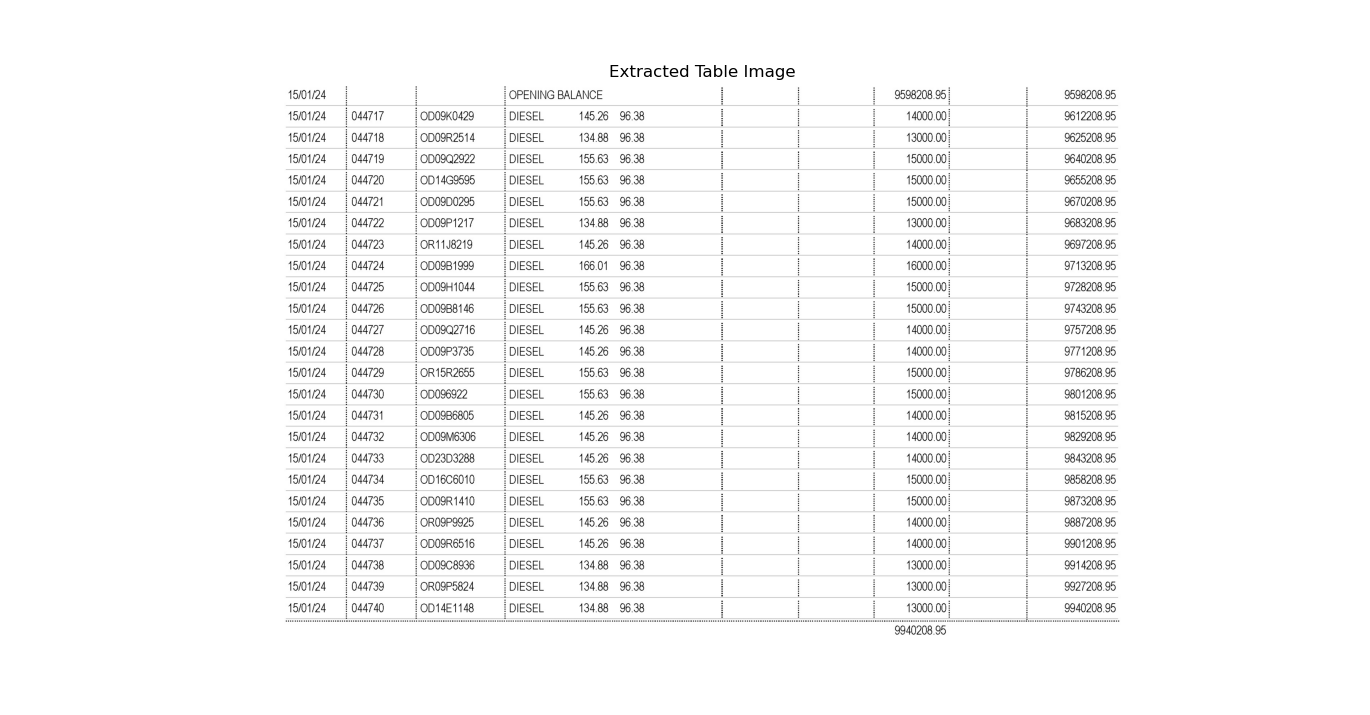 Extracted Table Image
15/01/24 OPENING BALANCE 9598208.95 9598208.95
15/01/24 044717 OD09K0429 DIESEL 145.26 96.38 14000.00 9612208.95
15/01/24 044718 OD09R2514 DIESEL 134.88 96.38 13000.00 9625208.95
15/01/24 044719 OD09Q2922 DIESEL 155.63 96.38 15000.00 9640208.95
15/01/24 044720 OD14G9595 DIESEL 155.63 96.38 15000.00 9655208.95
15/01/24 044721 OD09D0295 DIESEL 155.63 96.38 15000.00 9670208.95
15/01/24 044722 OD09P1217 DIESEL 134.88 96.38 13000.00 9683208.95
15/01/24 044723 OR11J8219 DIESEL 145.26 96.38 14000.00 9697208.95
15/01/24 044724 OD09B1999 DIESEL 166.01 96.38 16000.00 9713208.95
15/01/24 044725 OD09H1044 DIESEL 155.63 96.38 15000.00 9728208.95
15/01/24 044726 OD09B8146 DIESEL 155.63 96.38 15000.00 9743208.95
15/01/24 044727 OD09Q2716 DIESEL 145.26 96.38 14000.00 9757208.95
15/01/24 044728 OD09P3735 DIESEL 145.26 96.38 14000.00 9771208.95
15/01/24 044729 OR15R2655 DIESEL 155.63 96.38 15000.00 9786208.95
15/01/24 044730 OD096922 DIESEL 155.63 96.38 15000.00 9801208.95
15/01/24 044731 OD09B6805 DIESEL 145.26 96.38 14000.00 9815208.95
15/01/24 044732 OD09M6306 DIESEL 145.26 96.38 14000.00 9829208.95
15/01/24 044733 OD23D3288 DIESEL 145.26 96.38 14000.00 9843208.95
15/01/24 044734 OD16C6010 DIESEL 155.63 96.38 15000.00 9858208.95
15/01/24 044735 OD09R1410 DIESEL 155.63 96.38 15000.00 9873208.95
15/01/24 044736 OR09P9925 DIESEL 145.26 96.38 14000.00 9887208.95
15/01/24 044737 OD09R6516 DIESEL 145.26 96.38 14000.00 9901208.95
15/01/24 044738 OD09C8936 DIESEL 134.88 96.38 13000.00 9914208.95
15/01/24 044739 OR09P5824 DIESEL 134.88 96.38 13000.00 9927208.95
15/01/24 044740 OD14E1148 DIESEL 134.88 96.38 13000.00 9940208.95
9940208.95